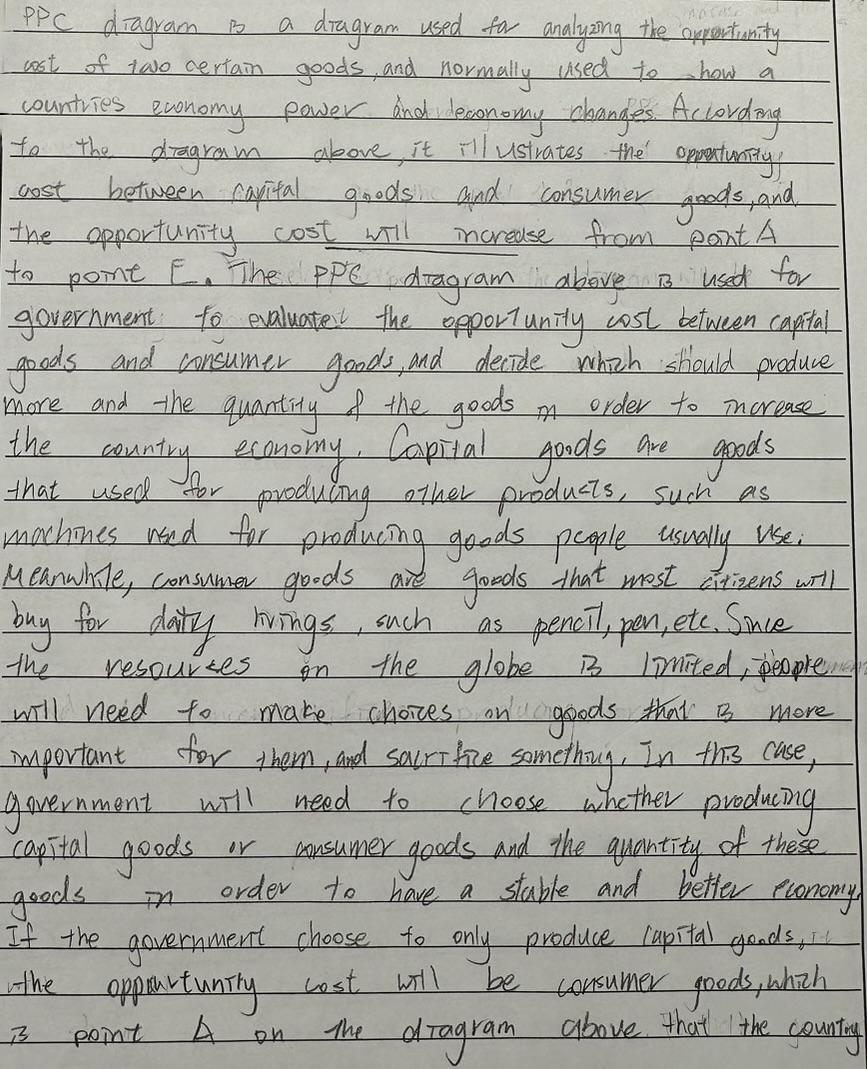 PPC diagram is a diagram used for analyzing the opportunity
cost of two certain goods, and normally used to show a
countries economy power and economy changes. According
to the diagram above, it illustrates the opportunity
cost between capital goods and consumer goods, and
the opportunity cost will increase from point A
to point E. The PPC diagram above is used for
government to evaluate the opportunity cost between capital
goods and consumer goods, and decide which should produce
more and the quantity of the goods in order to increase
the country economy. Capital goods are goods
that used for producing other products, such as
machines used for producing goods people usually use.
Meanwhile, consumer goods are goods that most citizens will
buy for daity livings, such as pencil, pen, etc. Since
the resourses on the globe is limited, people
will need to make choices on goods that is more
important for them, and sacrifice something. In this case,
government will need to choose whether producing
capital goods or consumer goods and the quantity of these
goods in order to have a stable and better economy.
If the government choose to only produce capital goods,
the opportunity cost will be consumer goods, which
is point A on the diagram above that the country